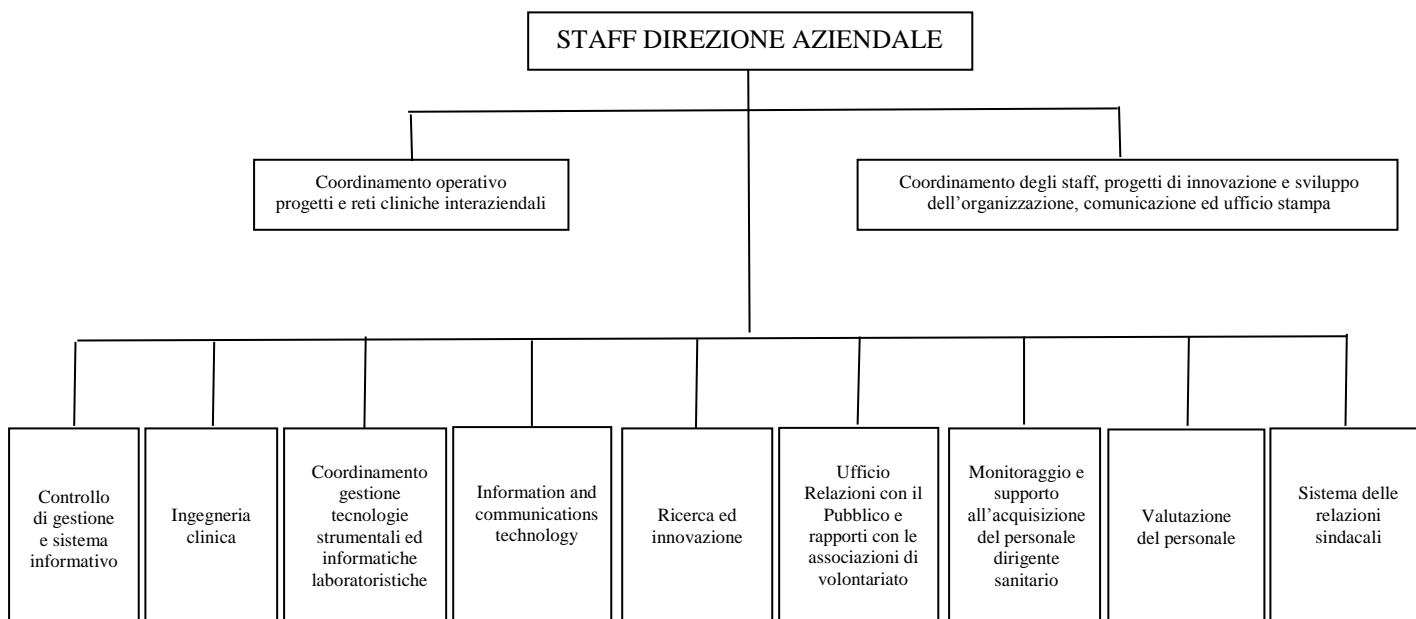 STAFF DIREZIONE AZIENDALE
Coordinamento operativo
progetti e reti cliniche interaziendali
Coordinamento degli staff, progetti di innovazione e sviluppo
dell’organizzazione, comunicazione ed ufficio stampa
Controllo
di gestione
e sistema
informativo
Ingegneria
clinica
Coordinamento
gestione
tecnologie
strumentali ed
informatiche
laboratoristiche
Information and
communications
technology
Ricerca ed
innovazione
Ufficio
Relazioni con il
Pubblico e
rapporti con le
associazioni di
volontariato
Monitoraggio e
supporto
all’acquisizione
del personale
dirigente
sanitario
Valutazione
del personale
Sistema delle
relazioni
sindacali